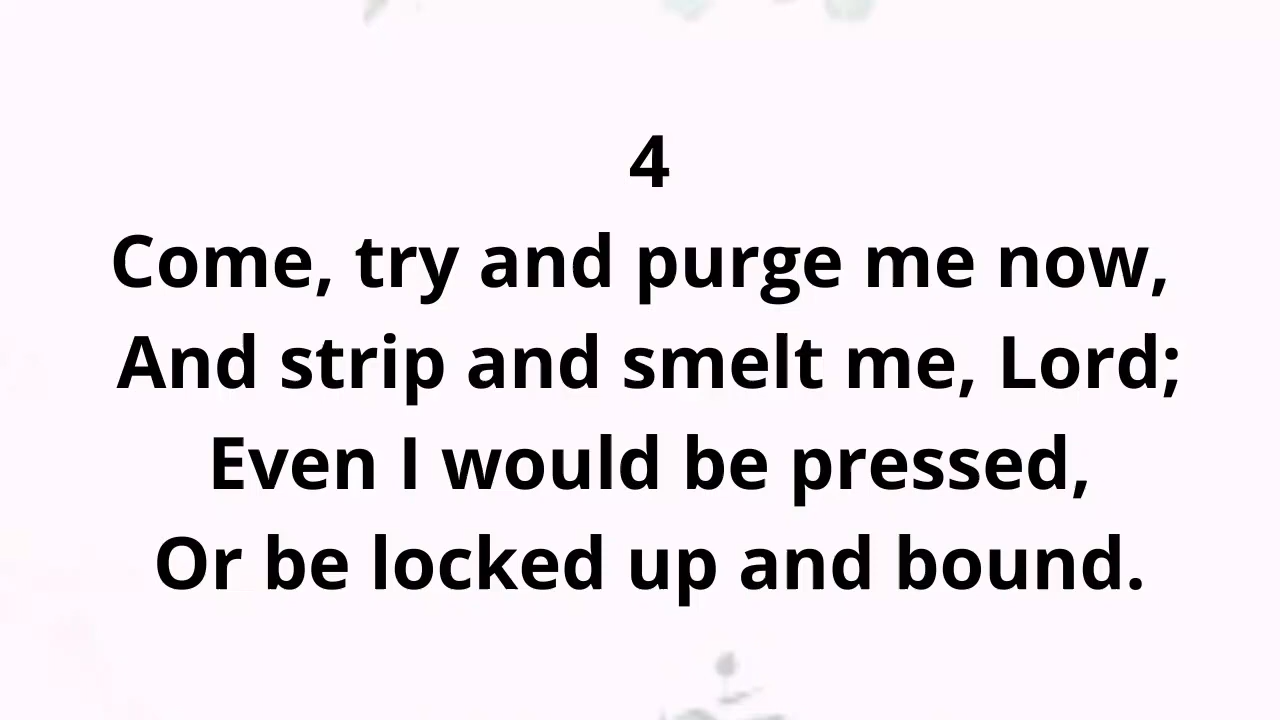 4
Come, try and purge me now,
And strip and smelt me, Lord;
Even I would be pressed,
Or be locked up and bound.